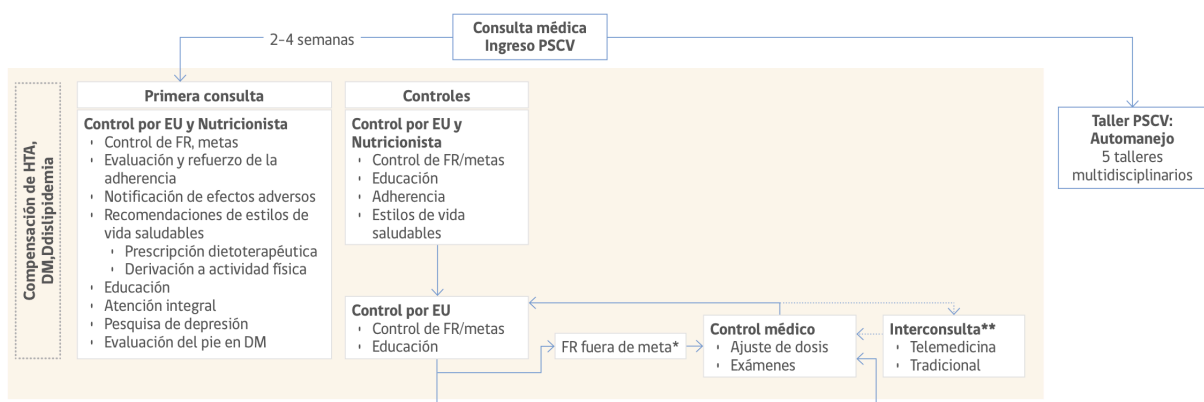 Consulta médica
Ingreso PSCV
2-4 semanas
Compensación de HTA,
DM,Ddislipidemia
Primera consulta
Control por EU y Nutricionista
Control de FR, metas
Evaluación y refuerzo de la
adherencia
Notificación de efectos adversos
Recomendaciones de estilos de
vida saludables
Prescripción dietoterapéutica
Derivación a actividad física
Educación
Atención integral
Pesquisa de depresión
Evaluación del pie en DM
Controles
Control por EU y
Nutricionista
Control de FR/metas
Educación
Adherencia
Estilos de vida
saludables
Control por EU
Control de FR/metas
Educación
FR fuera de meta*
Control médico
Ajuste de dosis
Exámenes
Interconsulta**
Telemedicina
Tradicional
Taller PSCV:
Automanejo
5 talleres
multidisciplinarios